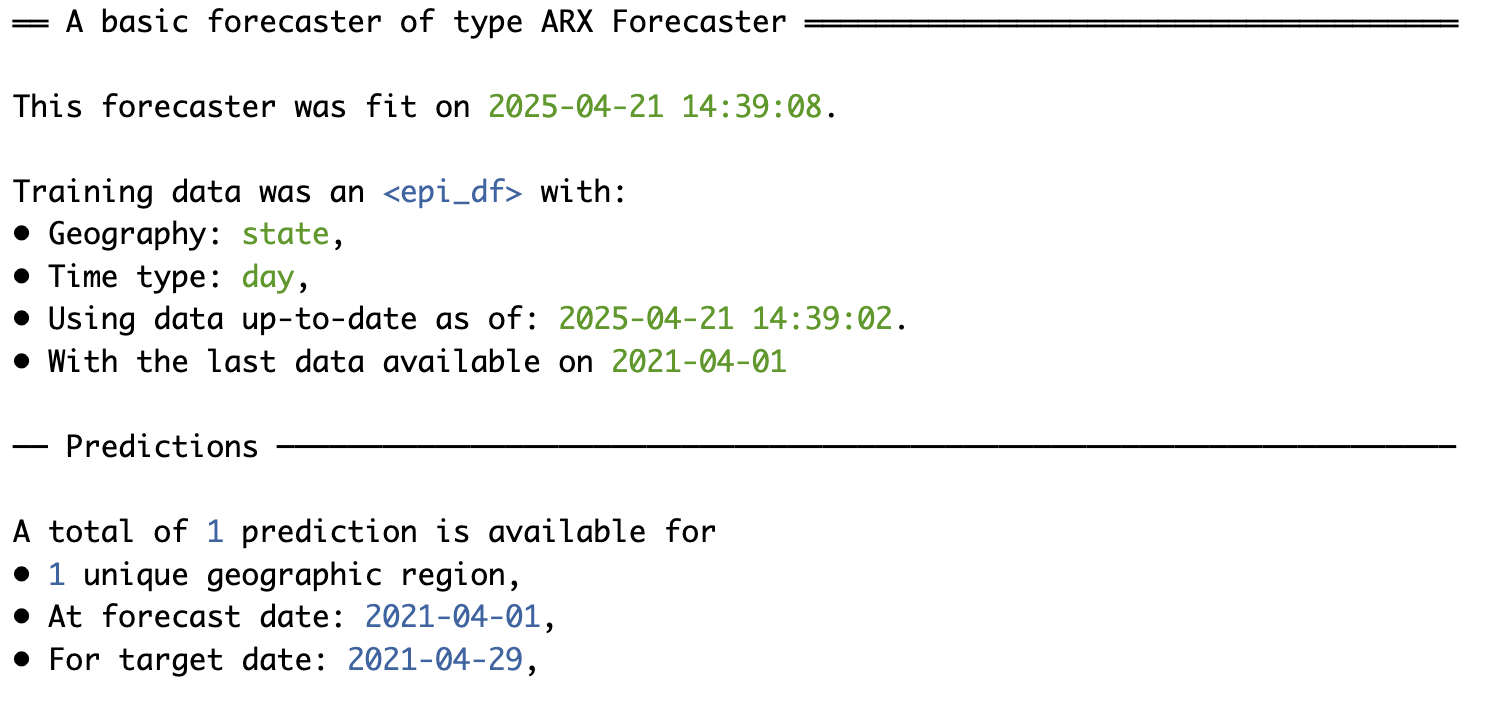 ══ A basic forecaster of type ARX Forecaster ═════════════════════════════════════
This forecaster was fit on 2025-04-21 14:39:08.
Training data was an <epi_df> with:
● Geography: state,
● Time type: day,
● Using data up-to-date as of: 2025-04-21 14:39:02.
● With the last data available on 2021-04-01
── Predictions ───────────────────────────────────────────────────────────────────
A total of 1 prediction is available for
● 1 unique geographic region,
● At forecast date: 2021-04-01,
● For target date: 2021-04-29,